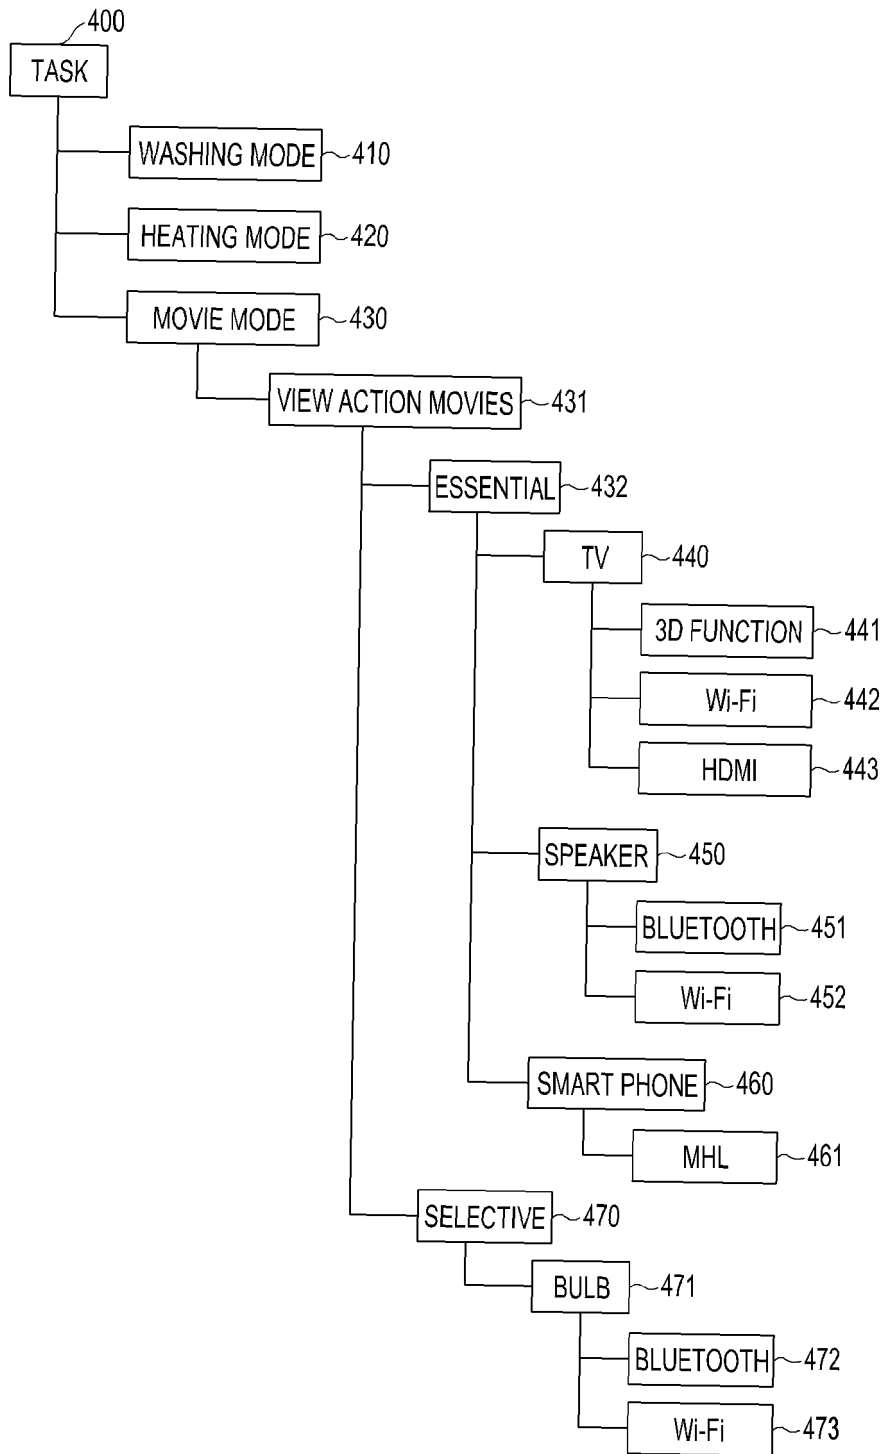 400
TASK
WASHING MODE 410
HEATING MODE 420
MOVIE MODE 430
VIEW ACTION MOVIES 431
ESSENTIAL 432
TV 440
3D FUNCTION 441
Wi-Fi 442
HDMI 443
SPEAKER 450
BLUETOOTH 451
Wi-Fi 452
SMART PHONE 460
MHL 461
SELECTIVE 470
BULB 471
BLUETOOTH 472
Wi-Fi 473